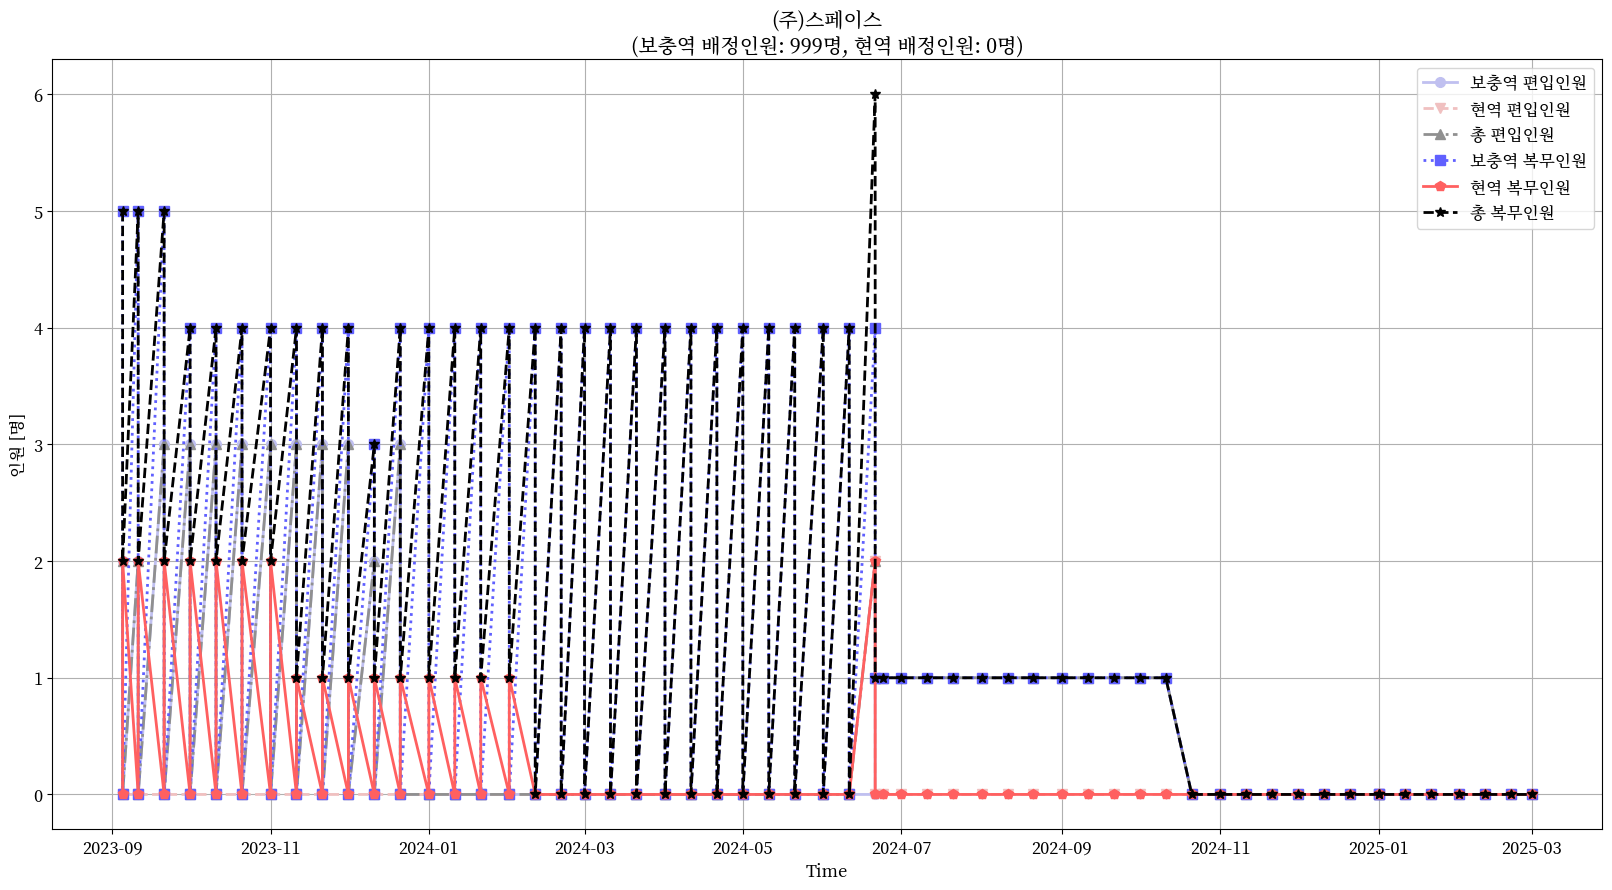 (주)스페이스
(보충역 배정인원: 999명, 현역 배정인원: 0명)
보충역 편입인원
현역 편입인원
총 편입인원
보충역 복무인원
현역 복무인원
총 복무인원
인원 [명]
6
5
4
3
2
1
0
2023-09 2023-11 2024-01 2024-03 2024-05 2024-07 2024-09 2024-11 2025-01 2025-03
Time